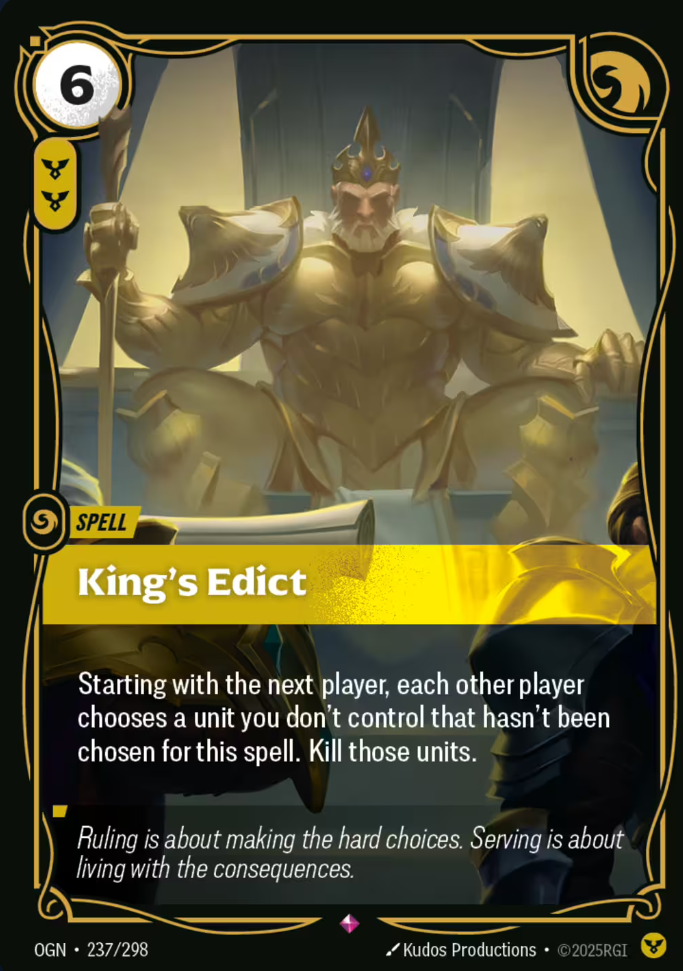 6
SPELL
King's Edict
Starting with the next player, each other player
chooses a unit you don't control that hasn't been
chosen for this spell. Kill those units.
Ruling is about making the hard choices. Serving is about
living with the consequences.
OGN • 237/298
Kudos Productions • ©2025RGI